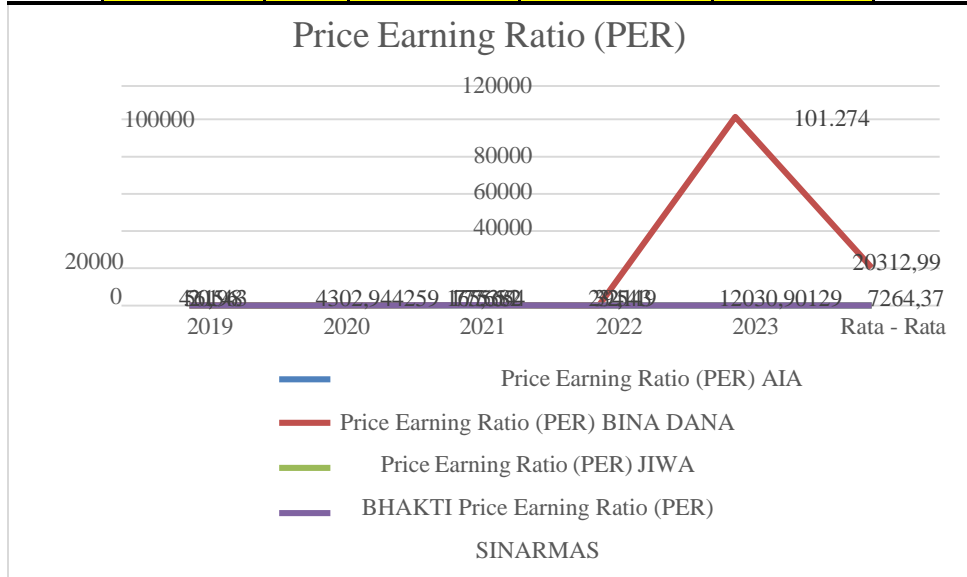 Price Earning Ratio (PER)
120000
100000
101.274
80000
60000
40000
20000
20312,99
0
12030,90129
7264,37
2019
2020
2021
2022
2023
Rata - Rata
Price Earning Ratio (PER) AIA
Price Earning Ratio (PER) BINA DANA
Price Earning Ratio (PER) JIWA
BHAKTI Price Earning Ratio (PER)
SINARMAS